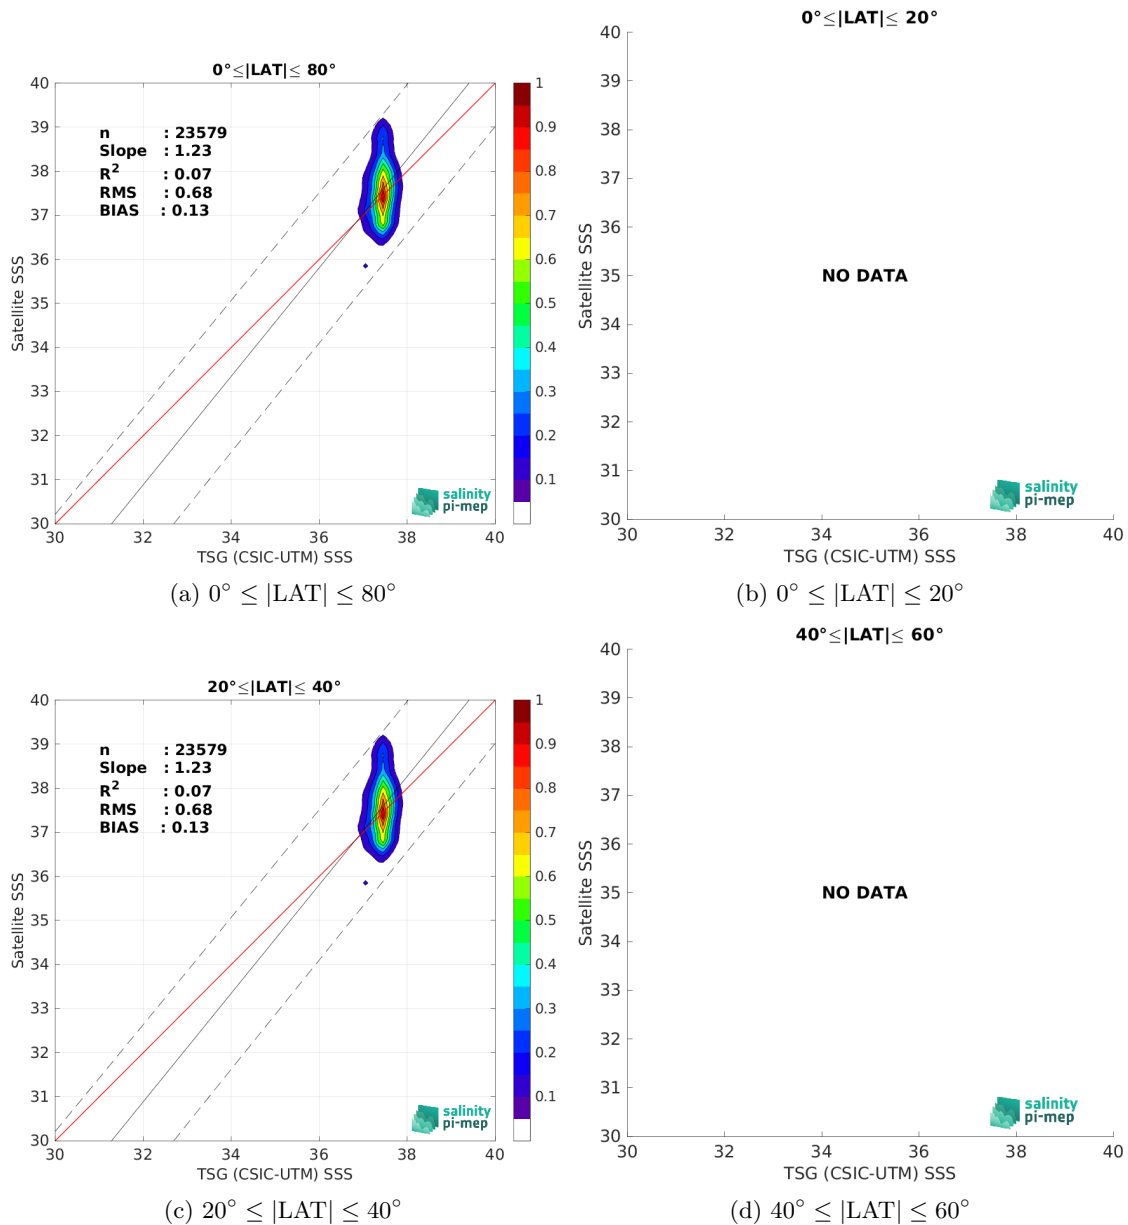 0°≤|LAT|≤ 80°
40
39
38
37
36
35
34
33
32
31
30
Satellite SSS
n : 23579
Slope : 1.23
R² : 0.07
RMS : 0.68
BIAS : 0.13
salinity
pi-mep
30 32 34 36 38 40
TSG (CSIC-UTM) SSS
1
0.9
0.8
0.7
0.6
0.5
0.4
0.3
0.2
0.1
(a) 0° ≤ |LAT| ≤ 80°
0°≤|LAT|≤ 20°
40
39
38
37
36
35
34
33
32
31
30
Satellite SSS
NO DATA
salinity
pi-mep
30 32 34 36 38 40
TSG (CSIC-UTM) SSS
(b) 0° ≤ |LAT| ≤ 20°
20°≤|LAT|≤ 40°
40
39
38
37
36
35
34
33
32
31
30
Satellite SSS
n : 23579
Slope : 1.23
R² : 0.07
RMS : 0.68
BIAS : 0.13
salinity
pi-mep
30 32 34 36 38 40
TSG (CSIC-UTM) SSS
1
0.9
0.8
0.7
0.6
0.5
0.4
0.3
0.2
0.1
(c) 20° ≤ |LAT| ≤ 40°
40°≤|LAT|≤ 60°
40
39
38
37
36
35
34
33
32
31
30
Satellite SSS
NO DATA
salinity
pi-mep
30 32 34 36 38 40
TSG (CSIC-UTM) SSS
(d) 40° ≤ |LAT| ≤ 60°